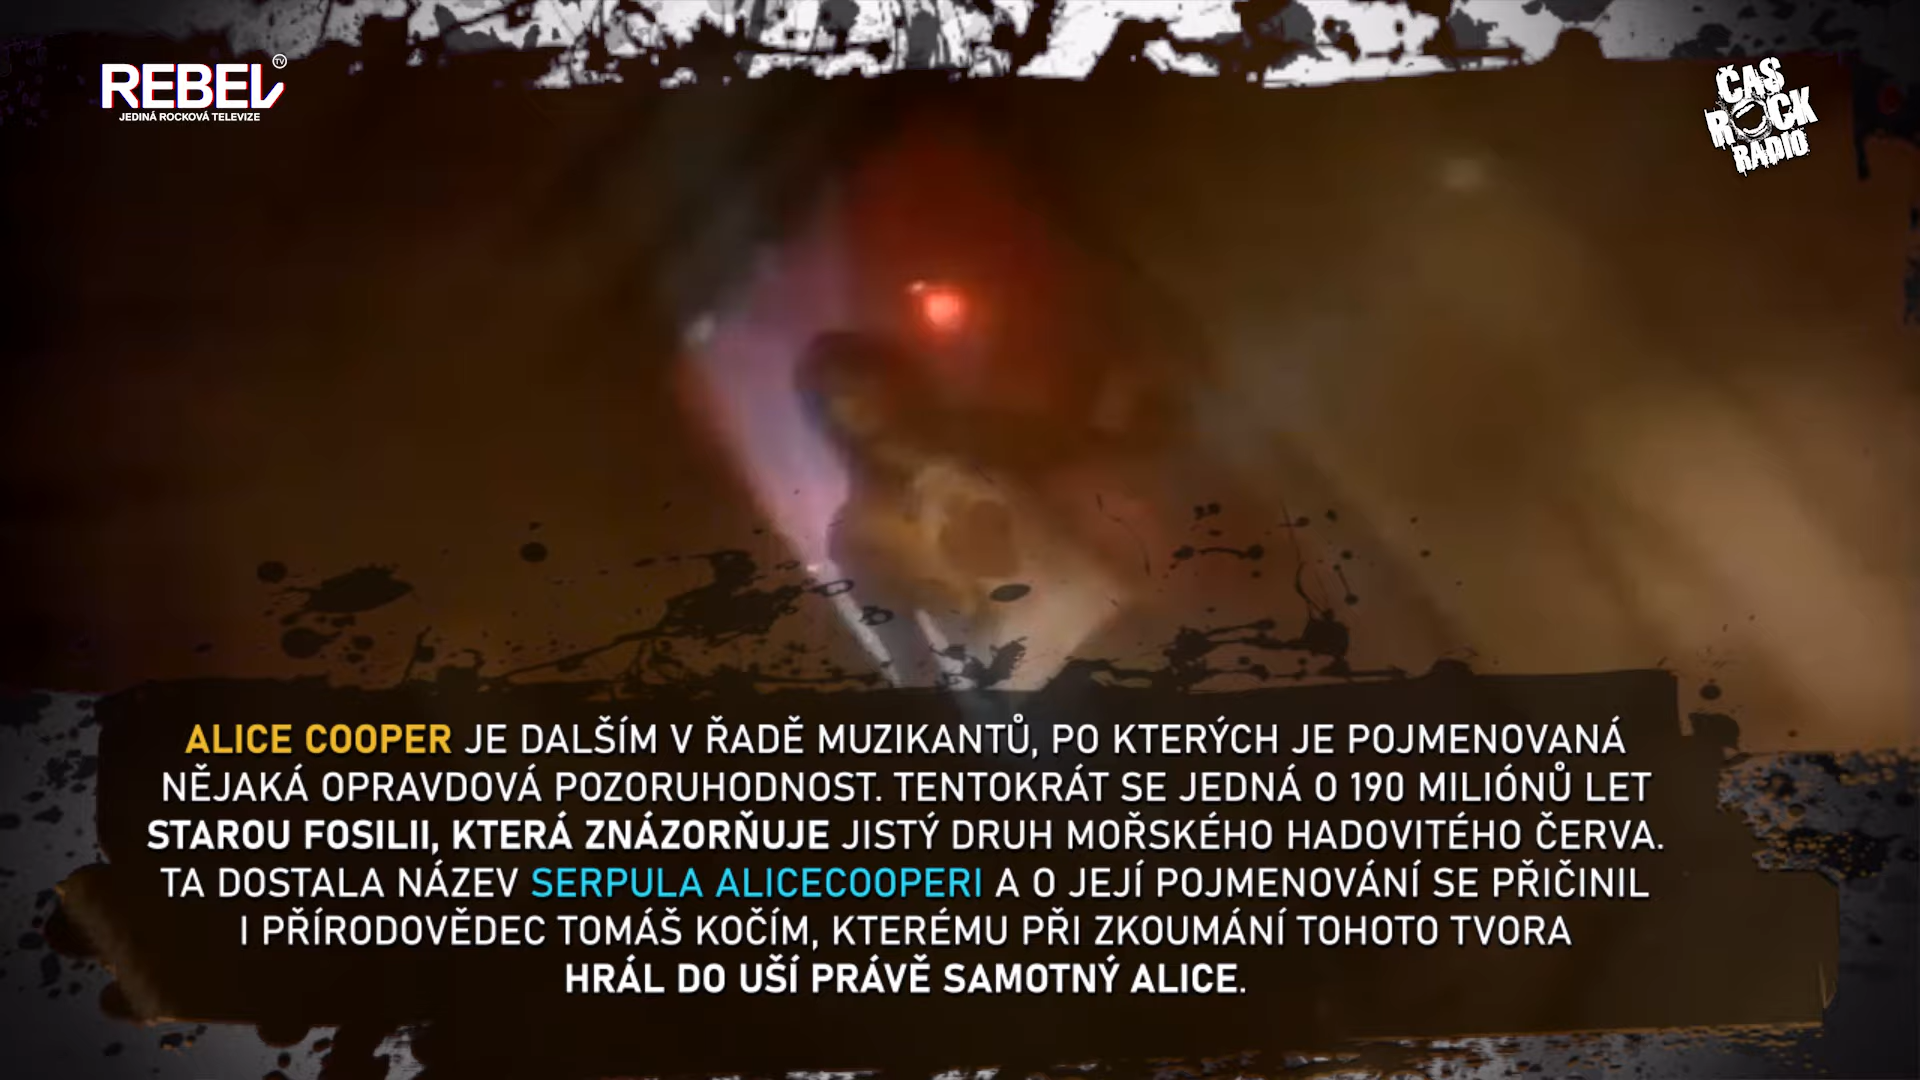 REBEL TV
JEDINÁ ROCKOVÁ TELEVIZE
ČAS
ROCK
RADIO
ALICE COOPER JE DALŠÍM V ŘADĚ MUZIKANTŮ, PO KTERÝCH JE POJMENOVANÁ
NĚJAKÁ OPRAVDOVÁ POZORUHODNOST. TENTOKRÁT SE JEDNÁ O 190 MILIÓNŮ LET
STAROU FOSILII, KTERÁ ZNÁZORŇUJE JISTÝ DRUH MOŘSKÉHO HADOVITÉHO ČERVA.
TA DOSTALA NÁZEV SERPULA ALICECOOPERI A O JEJÍ POJMENOVÁNÍ SE PŘIČINIL
I PŘÍRODOVĚDEC TOMÁŠ KOČÍM, KTERÉMU PŘI ZKOUMÁNÍ TOHOTO TVORA
HRÁL DO UŠÍ PRÁVĚ SAMOTNÝ ALICE.